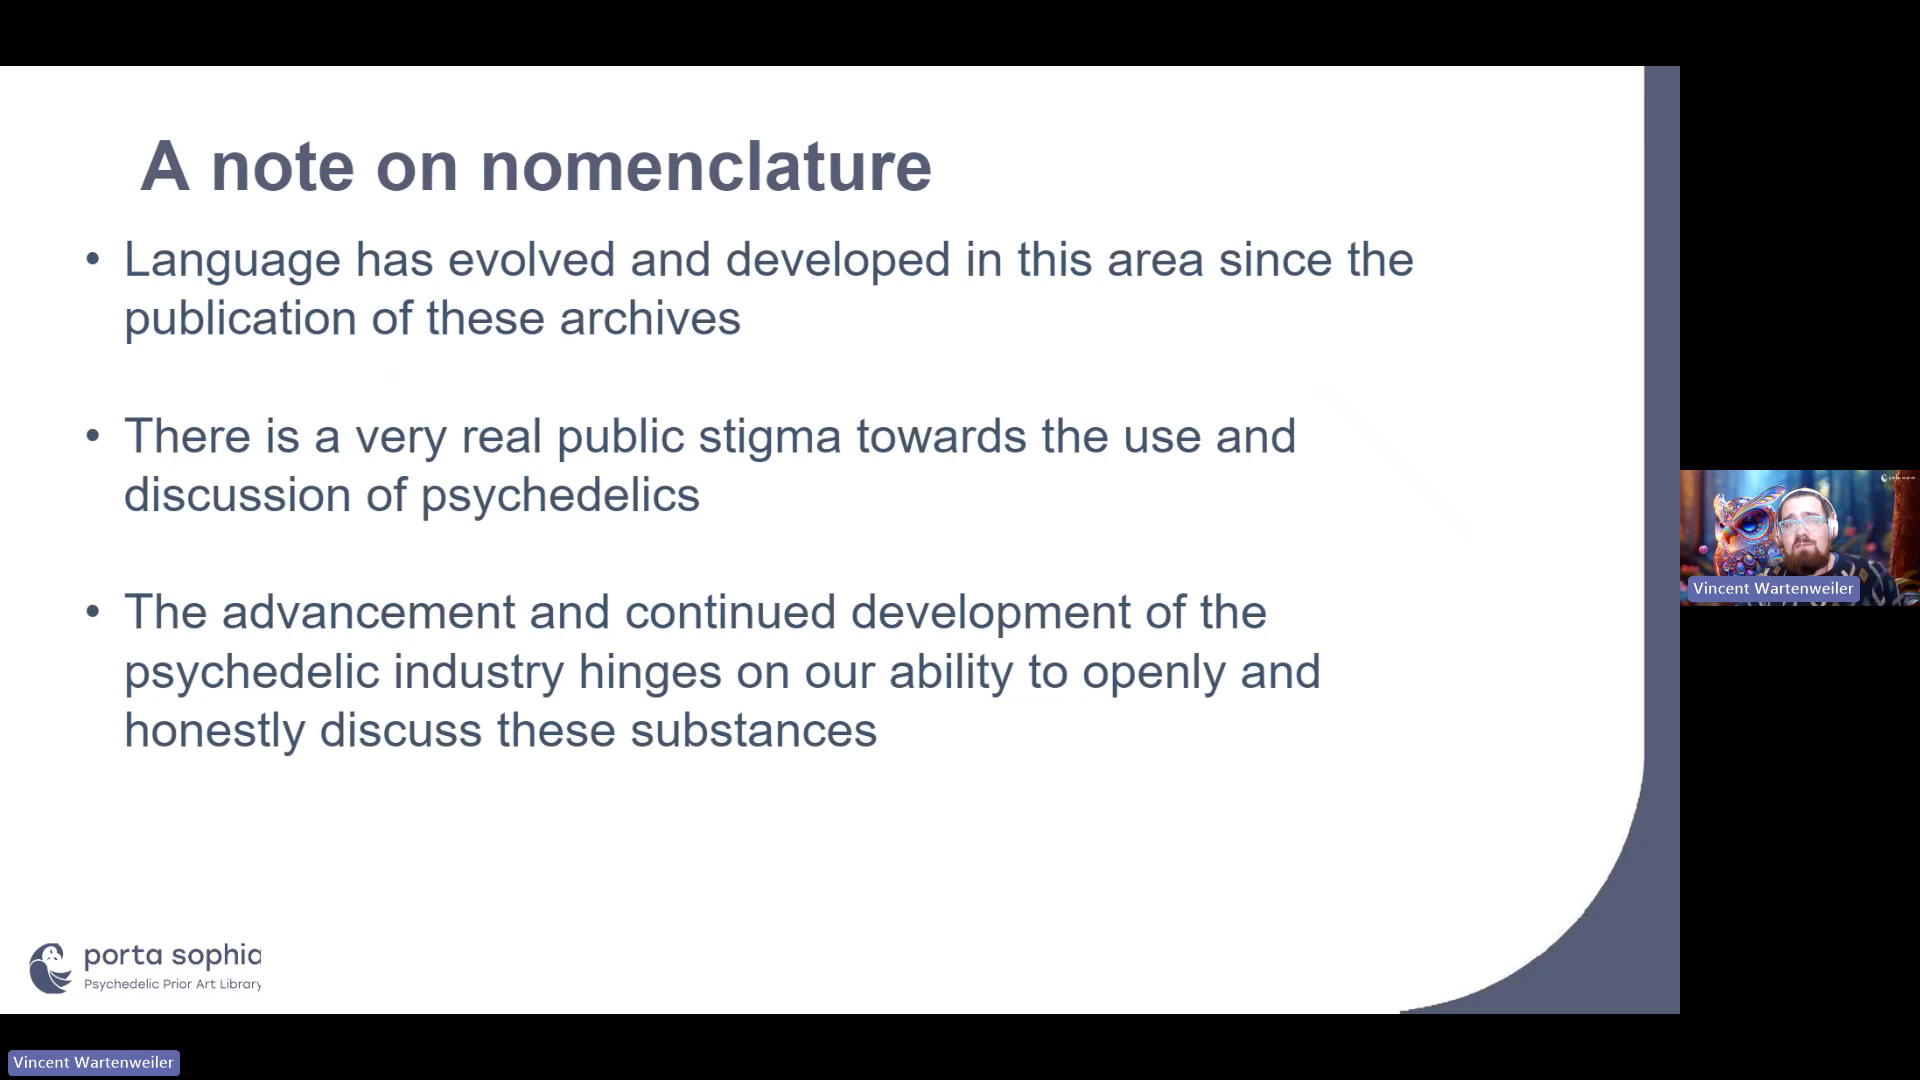 A note on nomenclature
• Language has evolved and developed in this area since the
publication of these archives
• There is a very real public stigma towards the use and
discussion of psychedelics
• The advancement and continued development of the
psychedelic industry hinges on our ability to openly and
honestly discuss these substances
porta sophia
Psychedelic Prior Art Library
Vincent Wartenweiler
Vincent Wartenweiler